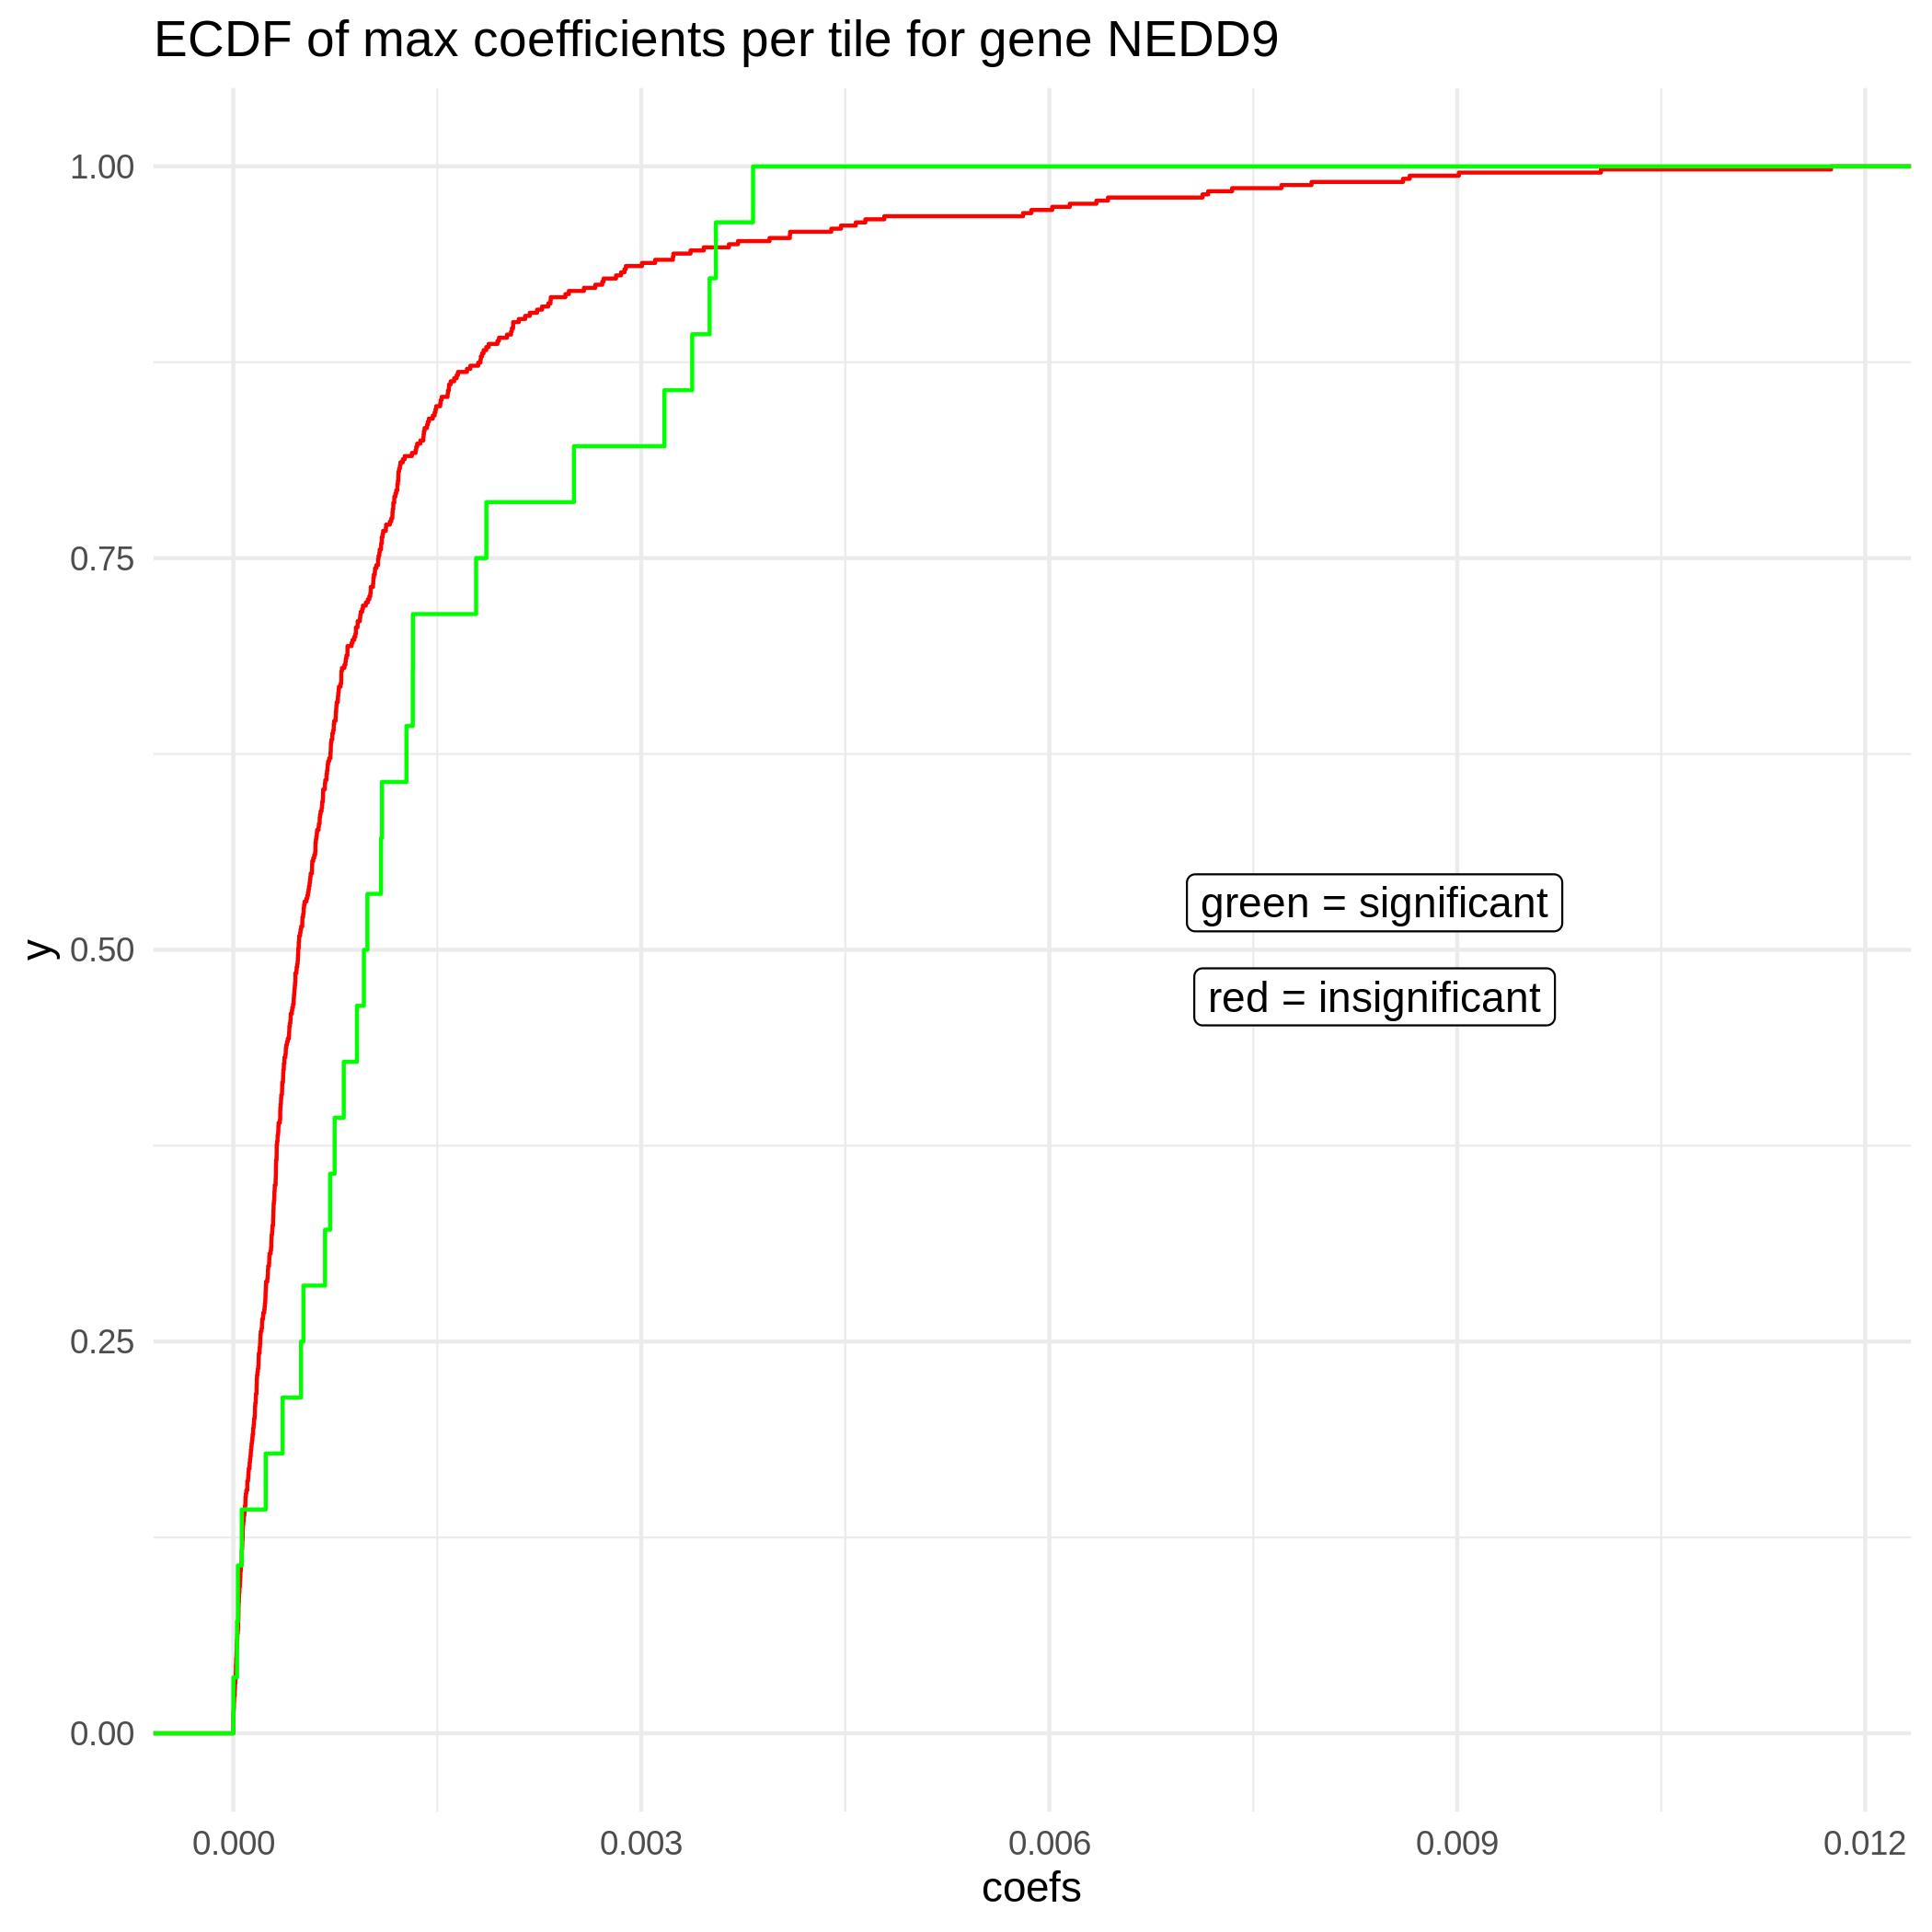 ECDF of max coefficients per tile for gene NEDD9
1.00
0.75
0.50
0.25
0.00
y
green = significant
red = insignificant
0.000 0.003 0.006 0.009 0.012
coefs